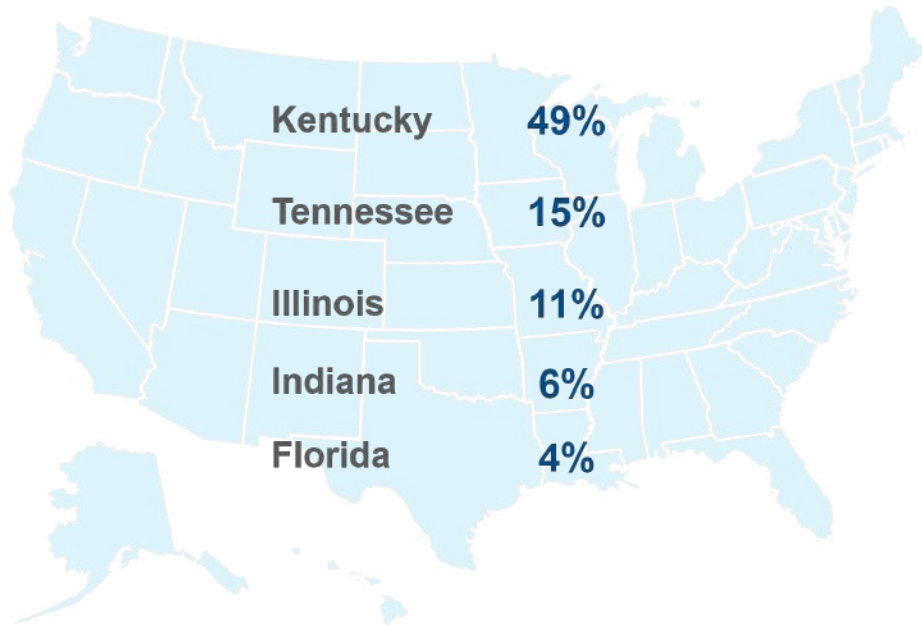 Kentucky 49%
Tennessee 15%
Illinois 11%
Indiana 6%
Florida 4%